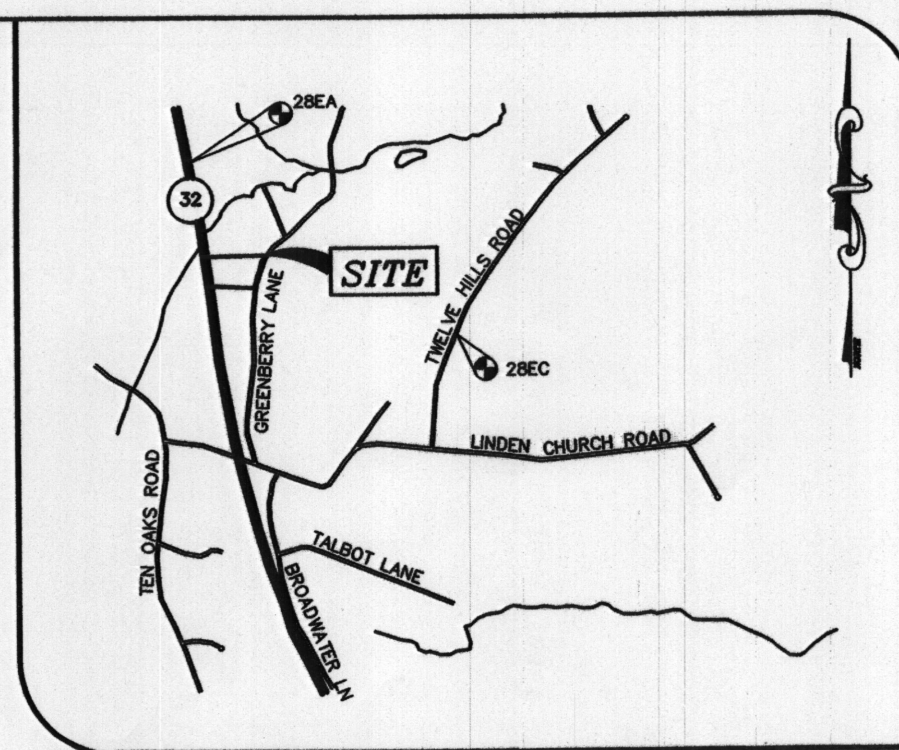 28EA
32
SITE
GREENBERRY LANE
TWELVE HILLS ROAD
28EC
LINDEN CHURCH ROAD
TEN OAKS ROAD
TALBOT LANE
BROADWATER LN